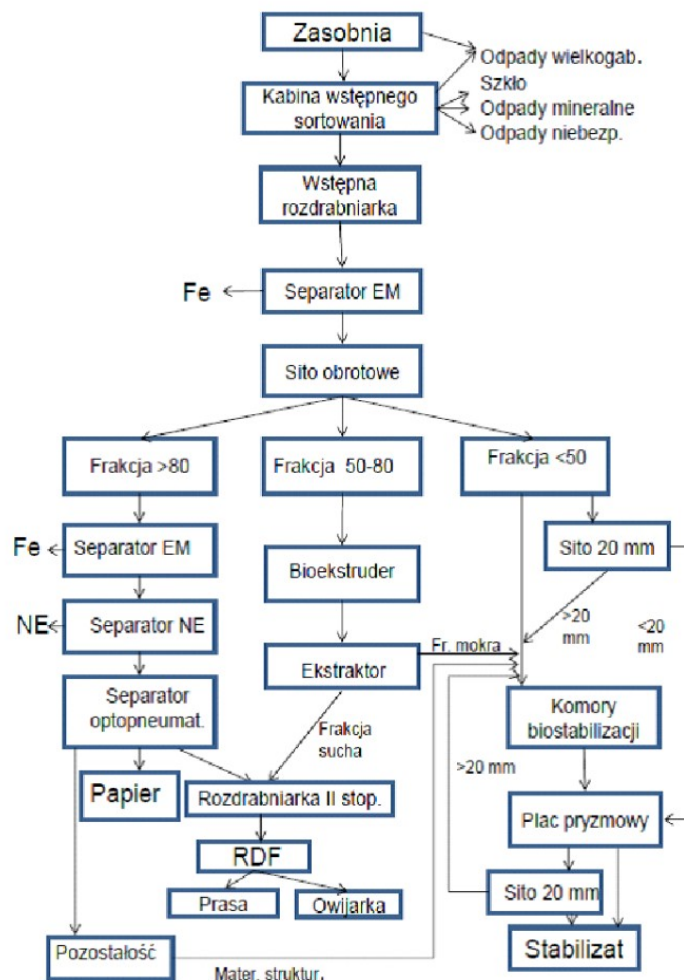 Zasobnia
Odpady wielkogab.
Szkło
Odpady mineralne
Odpady niebezp.
Kabina wstępnego
sortowania
Wstępna
rozdrabniarka
Fe
Separator EM
Sito obrotowe
Frakcja >80
Frakcja 50-80
Frakcja <50
Fe
Separator EM
Bioekstruder
Sito 20 mm
NE
Separator NE
>20
mm
<20
mm
Fr. mokra
Ekstraktor
Separator
optopneumat.
Komory
biostabilizacji
Frakcja
sucha
>20 mm
Papier
Rozdrabniarka II stop.
Plac pryzmowy
RDF
Prasa
Owijarka
Sito 20 mm
Pozostałość
Stabilizat
Mater. struktur.